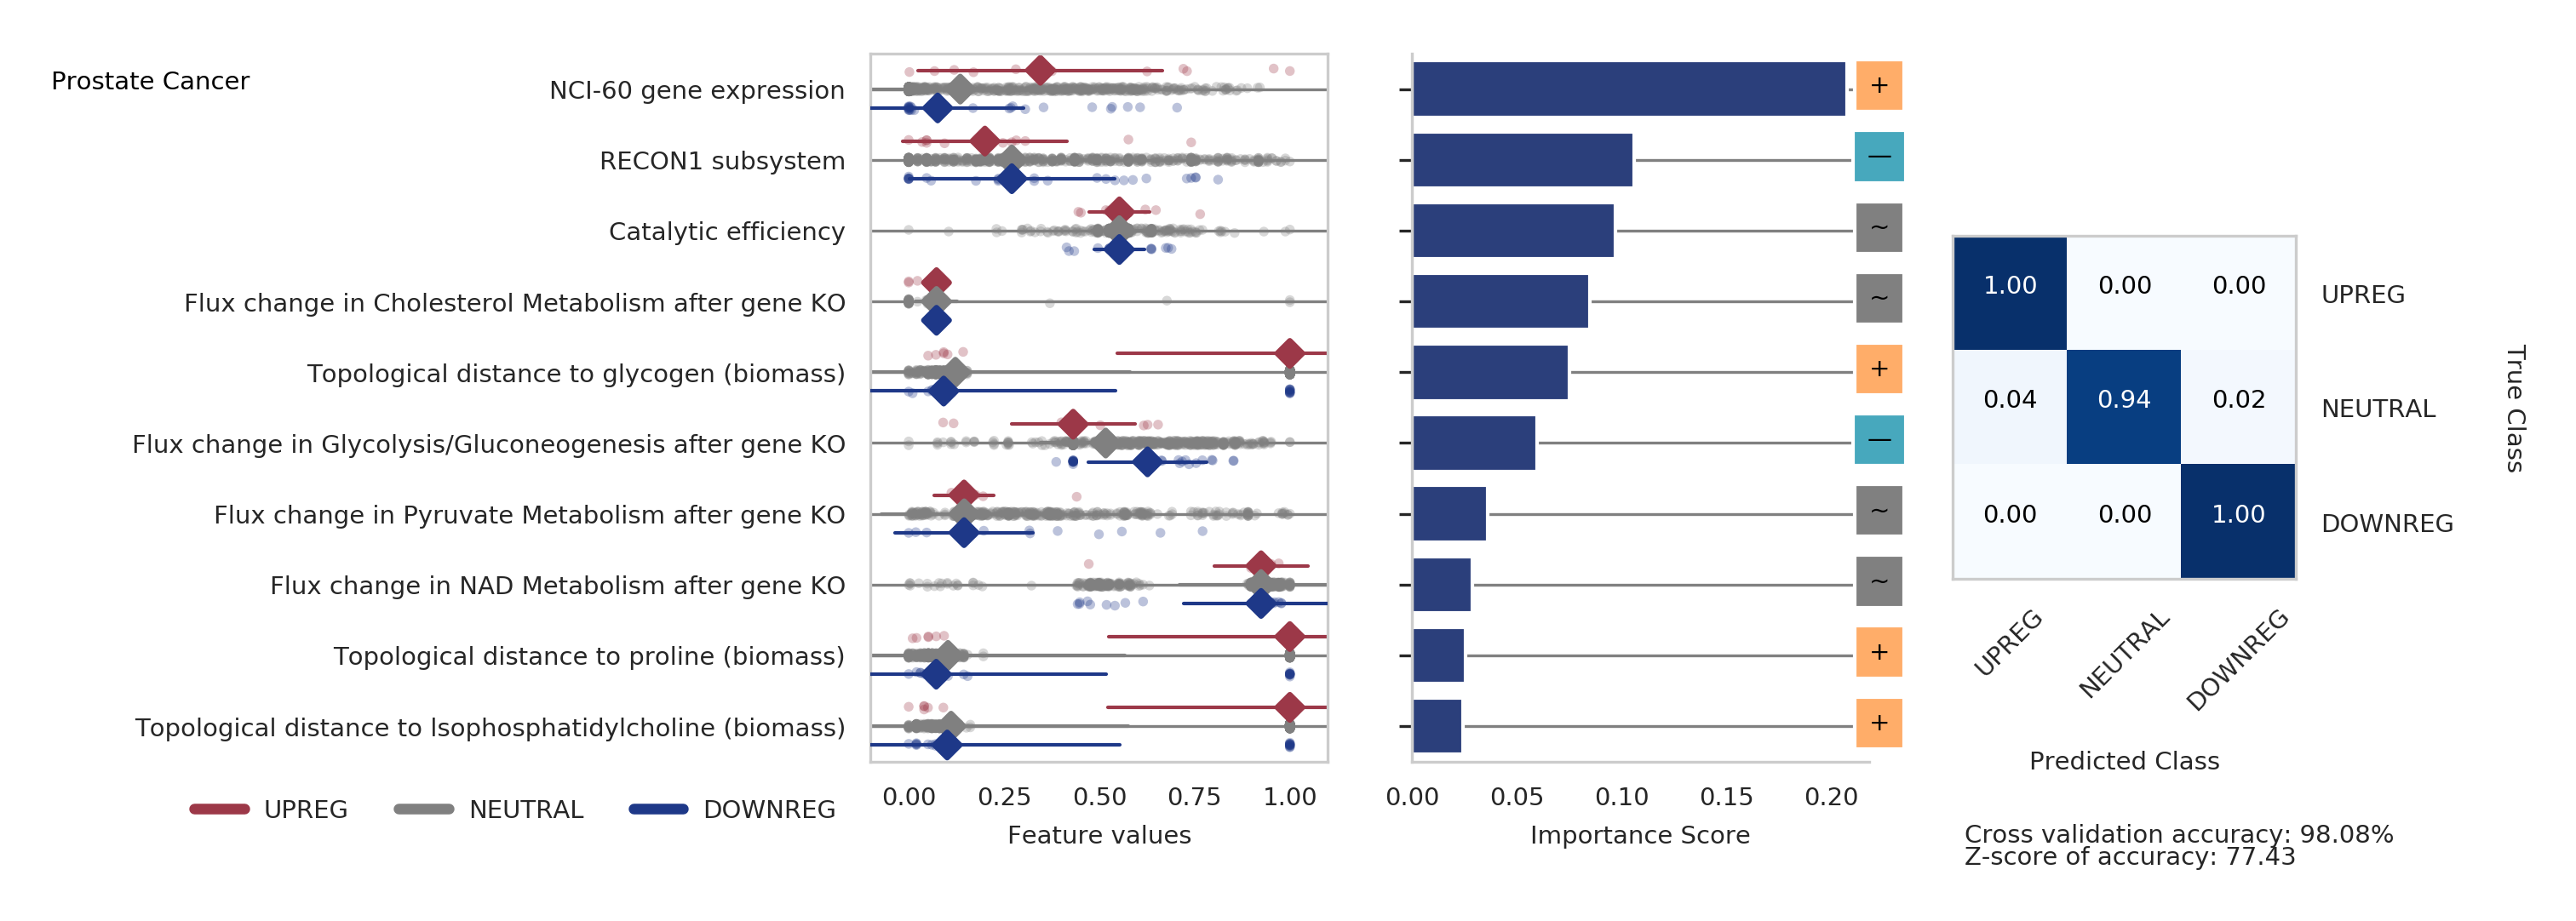 Prostate Cancer
NCI-60 gene expression
RECON1 subsystem
Catalytic efficiency
Flux change in Cholesterol Metabolism after gene KO
Topological distance to glycogen (biomass)
Flux change in Glycolysis/Gluconeogenesis after gene KO
Flux change in Pyruvate Metabolism after gene KO
Flux change in NAD Metabolism after gene KO
Topological distance to proline (biomass)
Topological distance to lsophosphatidylcholine (biomass)
UPREG NEUTRAL DOWNREG
0.00 0.25 0.50 0.75 1.00
Feature values
+
—
~
~
+
—
~
~
+
+
0.00 0.05 0.10 0.15 0.20
Importance Score
1.00 0.00 0.00 UPREG
0.04 0.94 0.02 NEUTRAL
0.00 0.00 1.00 DOWNREG
True Class
UPREG NEUTRAL DOWNREG
Predicted Class
Cross validation accuracy: 98.08%
Z-score of accuracy: 77.43